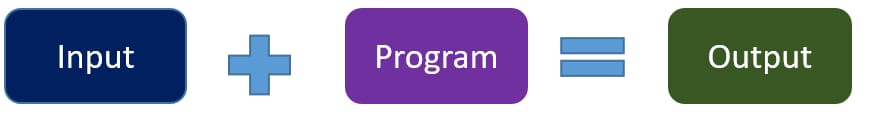 Input + Program = Output